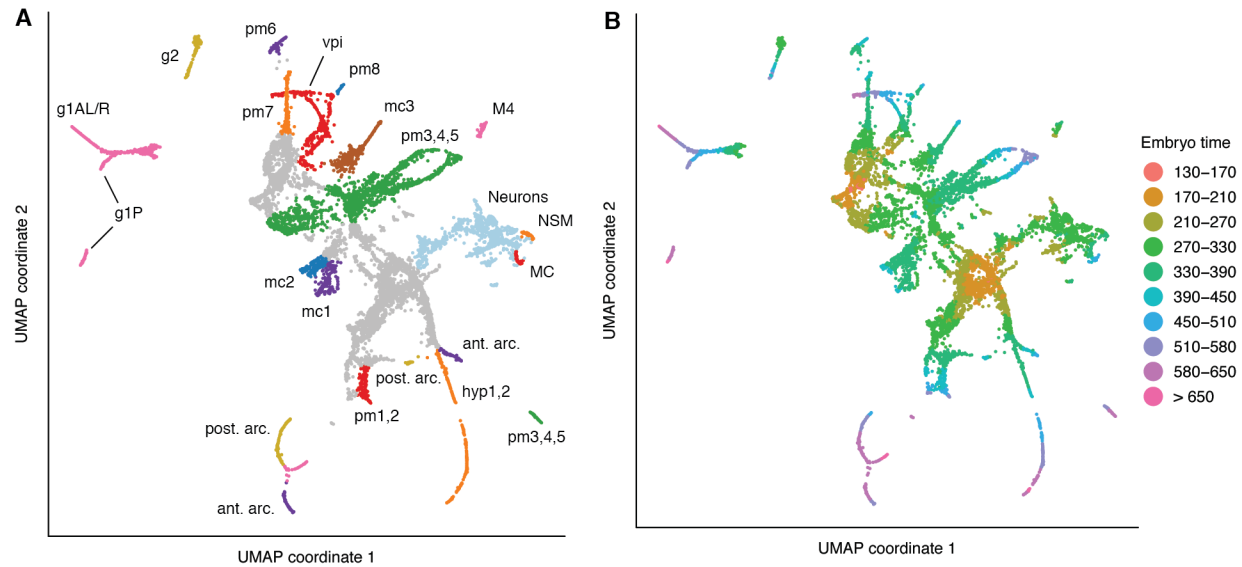 A
B
pm6
vpi
g2
pm8
g1AL/R
pm7
mc3
M4
pm3,4,5
g1P
Neurons
NSM
MC
mc2
mc1
ant. arc.
post. arc.
hyp1,2
pm1,2
post. arc.
pm3,4,5
ant. arc.
UMAP coordinate 2
UMAP coordinate 1
UMAP coordinate 2
UMAP coordinate 1
Embryo time
130–170
170–210
210–270
270–330
330–390
390–450
450–510
510–580
580–650
> 650